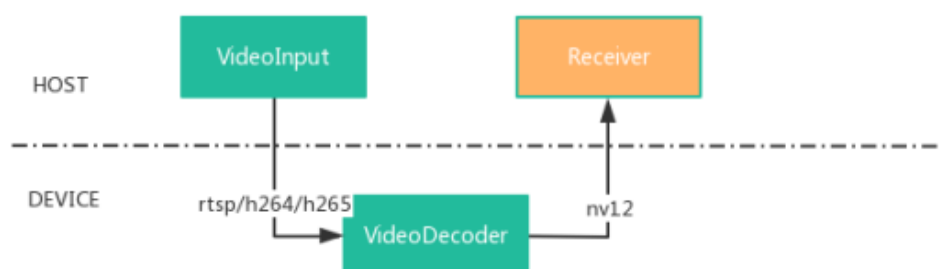 VideoInput
Receiver
HOST
DEVICE
rtsp/h264/h265
nv12
VideoDecoder